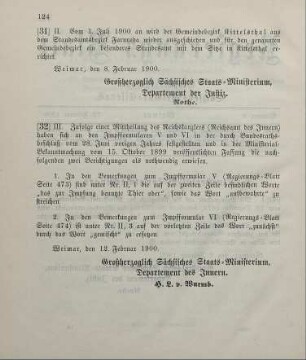 124
[31] II. Vom 1. Juli 1900 an wird der Gemeindebezirk Mittelsthal aus
dem Standesamtsbezirk Farnroda wieder ausgeschieden und für den genannten
Gemeindebezirk ein besonderes Standesamt mit dem Sitze in Mittelsthal er-
richtet.
Weimar, den 8. Februar 1900.
Großherzoglich Sächsisches Staats-Ministerium,
Departement der Justiz.
Rothe.
[32] III. Zufolge einer Mittheilung des Reichskanzlers (Reichsamt des Innern)
haben sich an den Impfformularen V und VI in der durch Bundesraths-
beschluß vom 28. Juni vorigen Jahres festgestellten und in der Ministerial-
Bekanntmachung vom 15. Oktober 1899 veröffentlichten Fassung die folgenden
zwei Berichtigungen als nothwendig erwiesen.
1. In den Bemerkungen zum Impfformular V (Regierungs-Blatt
Seite 473) sind unter Nr. II, 1 die auf der zweiten Zeile befindlichen Worte
„das zur Impfung benutzte Thier oder“, sowie das Wort „aufbewahrte“ zu
streichen.
2. In den Bemerkungen zum Impfformular VI (Regierungs-Blatt
Seite 474) ist unter Nr. II, 3 das auf der vierten Zeile das Wort „zunächst“
durch das Wort „gemischt“ zu ersetzen.
Weimar, den 12. Februar 1900.
Großherzoglich Sächsisches Staats-Ministerium.
Departement des Innern.
H. L. v. Wurmb.